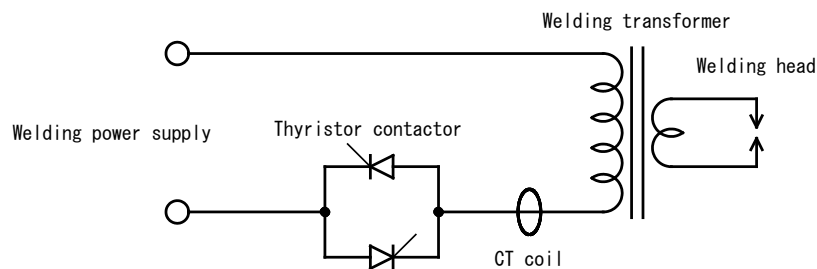 Welding transformer
Welding head
Welding power supply
Thyristor contactor
CT coil